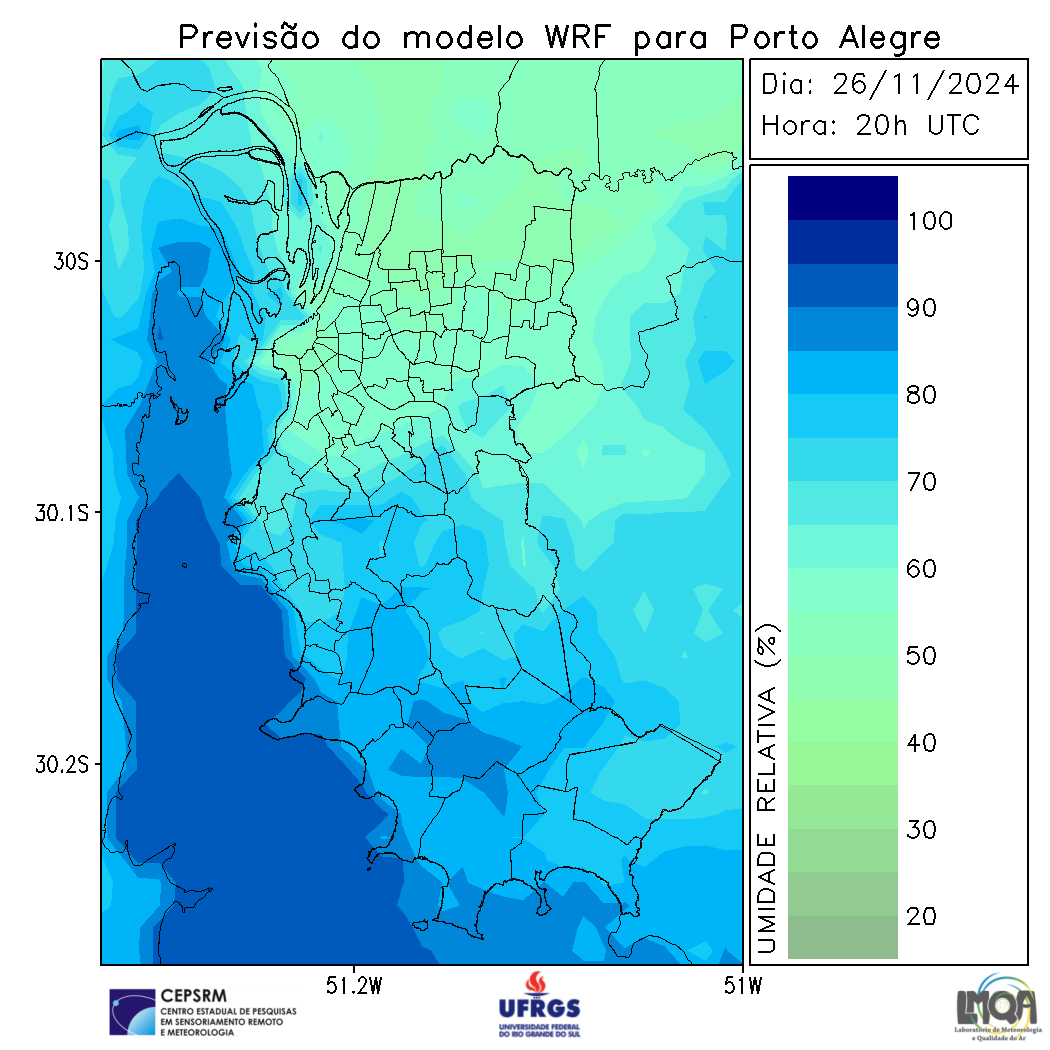 Previsão do modelo WRF para Porto Alegre
Dia: 26/11/2024
Hora: 20h UTC
30S
30.1S
30.2S
51.2W
51W
100
90
80
70
60
50
40
30
20
UMIDADE RELATIVA (%)
CEPSRM
CENTRO ESTADUAL DE PESQUISAS
EM SENSORIAMENTO REMOTO
E METEOROLOGIA
UFRGS
UNIVERSIDADE FEDERAL
DO RIO GRANDE DO SUL
LMQA
Laboratório de Meteorologia
e Qualidade do Ar